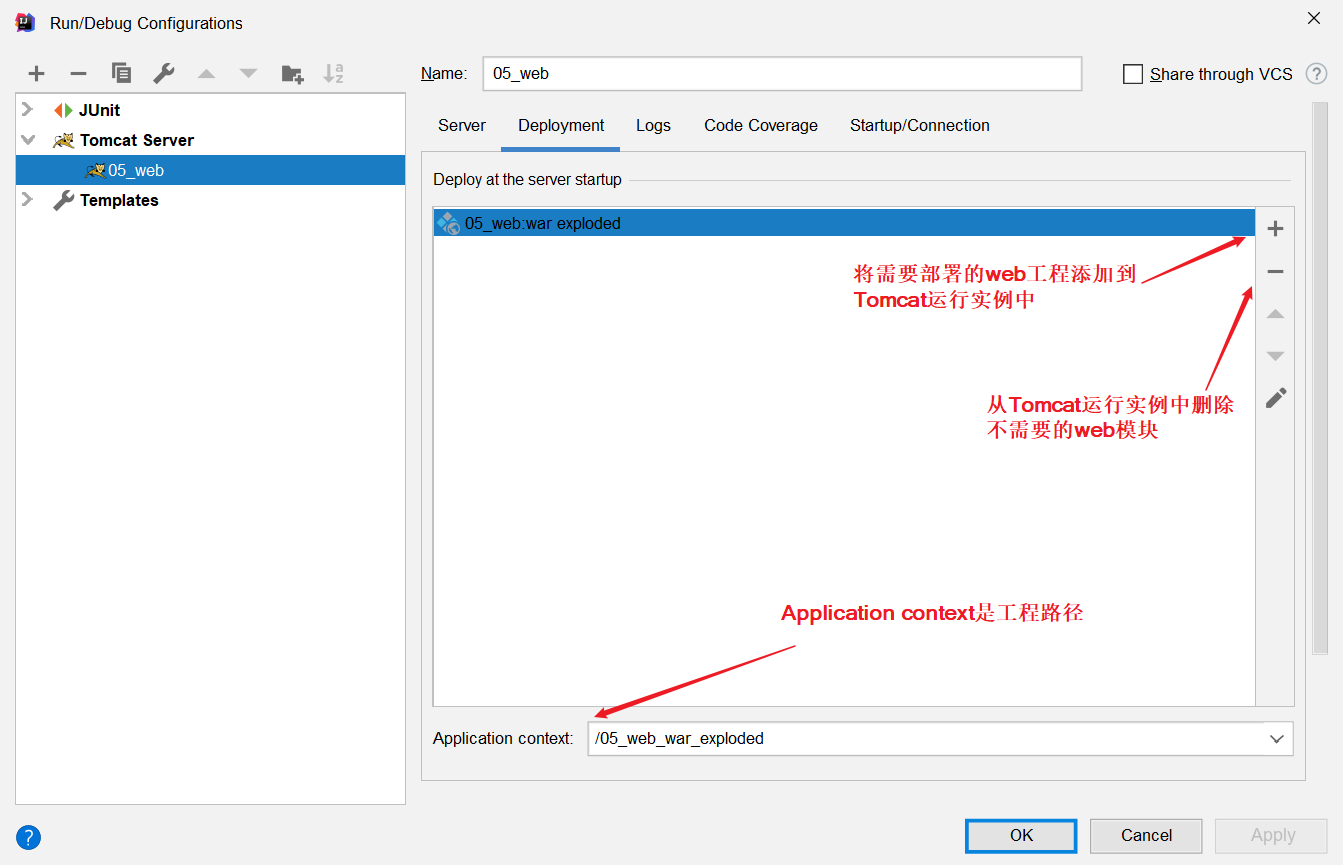 Run/Debug Configurations
Name: 05_web
Share through VCS ?
JUnit
Tomcat Server
05_web
Templates
Server Deployment Logs Code Coverage Startup/Connection
Deploy at the server startup
05_web:war exploded
将需要部署的web工程添加到
Tomcat运行实例中
从Tomcat运行实例中删除
不需要的web模块
Application context是工程路径
Application context: /05_web_war_exploded
? OK Cancel Apply